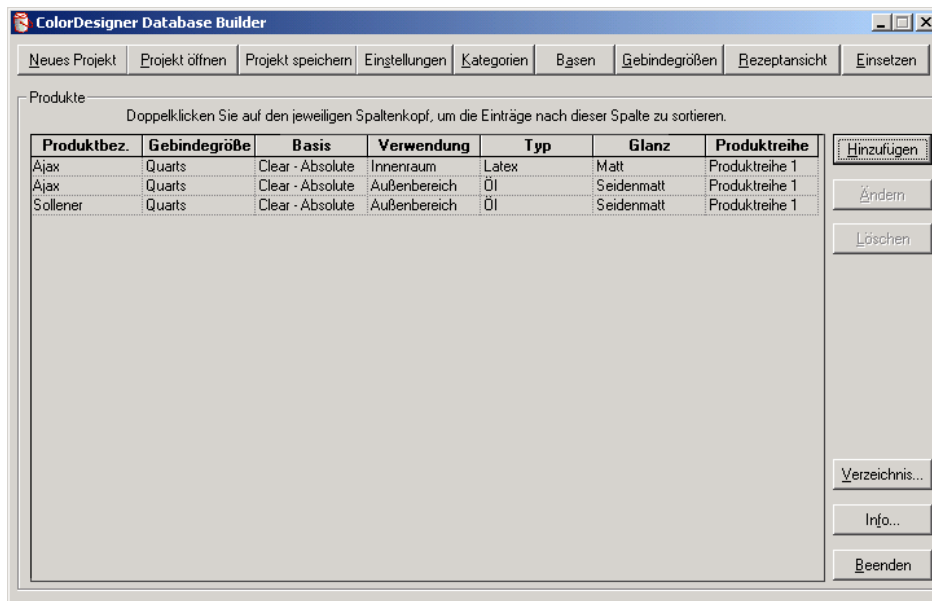 ColorDesigner Database Builder
Neues Projekt Projekt öffnen Projekt speichern Einstellungen Kategorien Basen Gebindegrößen Rezeptansicht Einsetzen
Produkte
Doppelklicken Sie auf den jeweiligen Spaltenkopf, um die Einträge nach dieser Spalte zu sortieren.
Produktbez. Gebindegröße Basis Verwendung Typ Glanz Produktreihe
Ajax Quarts Clear - Absolute Innenraum Latex Matt Produktreihe 1
Ajax Quarts Clear - Absolute Außenbereich Öl Seidenmatt Produktreihe 1
Sollener Quarts Clear - Absolute Außenbereich Öl Seidenmatt Produktreihe 1
Hinzufügen
Ändern
Löschen
Verzeichnis...
Info...
Beenden